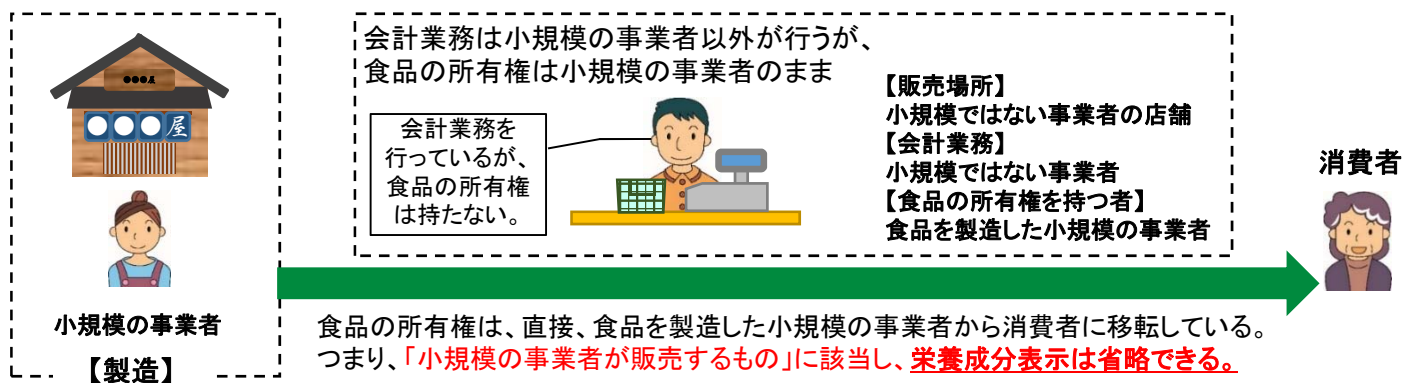 ●●●屋
屋
小規模の事業者
【製造】
会計業務は小規模の事業者以外が行うが、
食品の所有権は小規模の事業者のまま
会計業務を
行っているが、
食品の所有権
は持たない。
【販売場所】
小規模ではない事業者の店舗
【会計業務】
小規模ではない事業者
【食品の所有権を持つ者】
食品を製造した小規模の事業者
消費者
食品の所有権は、直接、食品を製造した小規模の事業者から消費者に移転している。
つまり、「小規模の事業者が販売するもの」に該当し、栄養成分表示は省略できる。